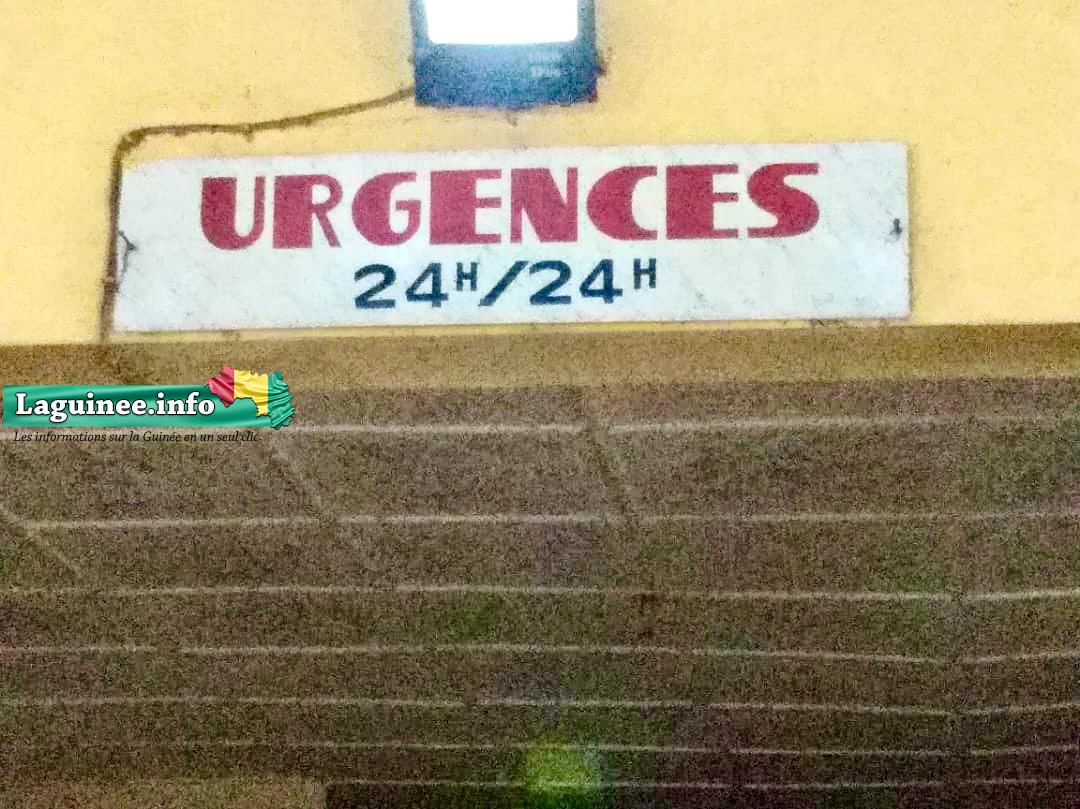 URGENCES
24H/24H
Laguinee.info
Les informations sur la Guinée en un seul clic